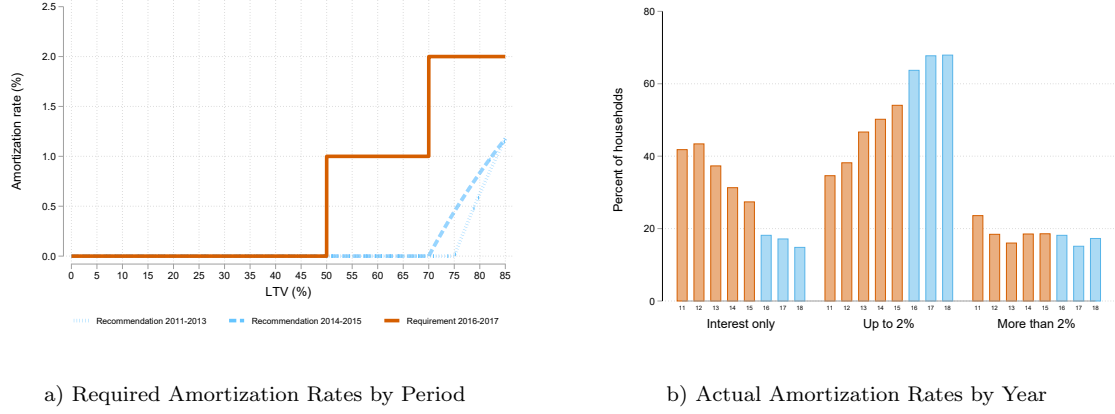 2.5
2.0
1.5
1.0
0.5
0.0
Amortization rate (%)
0 5 10 15 20 25 30 35 40 45 50 55 60 65 70 75 80 85
LTV (%)
Recommendation 2011-2013 Recommendation 2014-2015 Requirement 2016-2017
a) Required Amortization Rates by Period
80
60
40
20
0
Percent of households
11 12 13 14 15 16 17 18 11 12 13 14 15 16 17 18 11 12 13 14 15 16 17 18
Interest only Up to 2% More than 2%
b) Actual Amortization Rates by Year